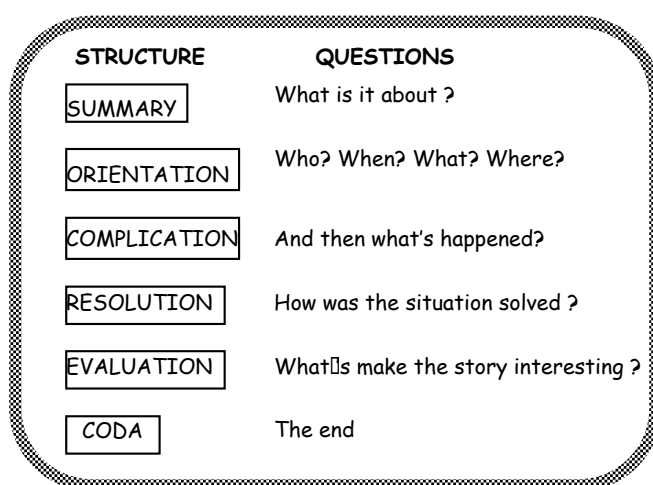 STRUCTURE QUESTIONS
SUMMARY What is it about ?
ORIENTATION Who? When? What? Where?
COMPLICATION And then what’s happened?
RESOLUTION How was the situation solved ?
EVALUATION What▯s make the story interesting ?
CODA The end